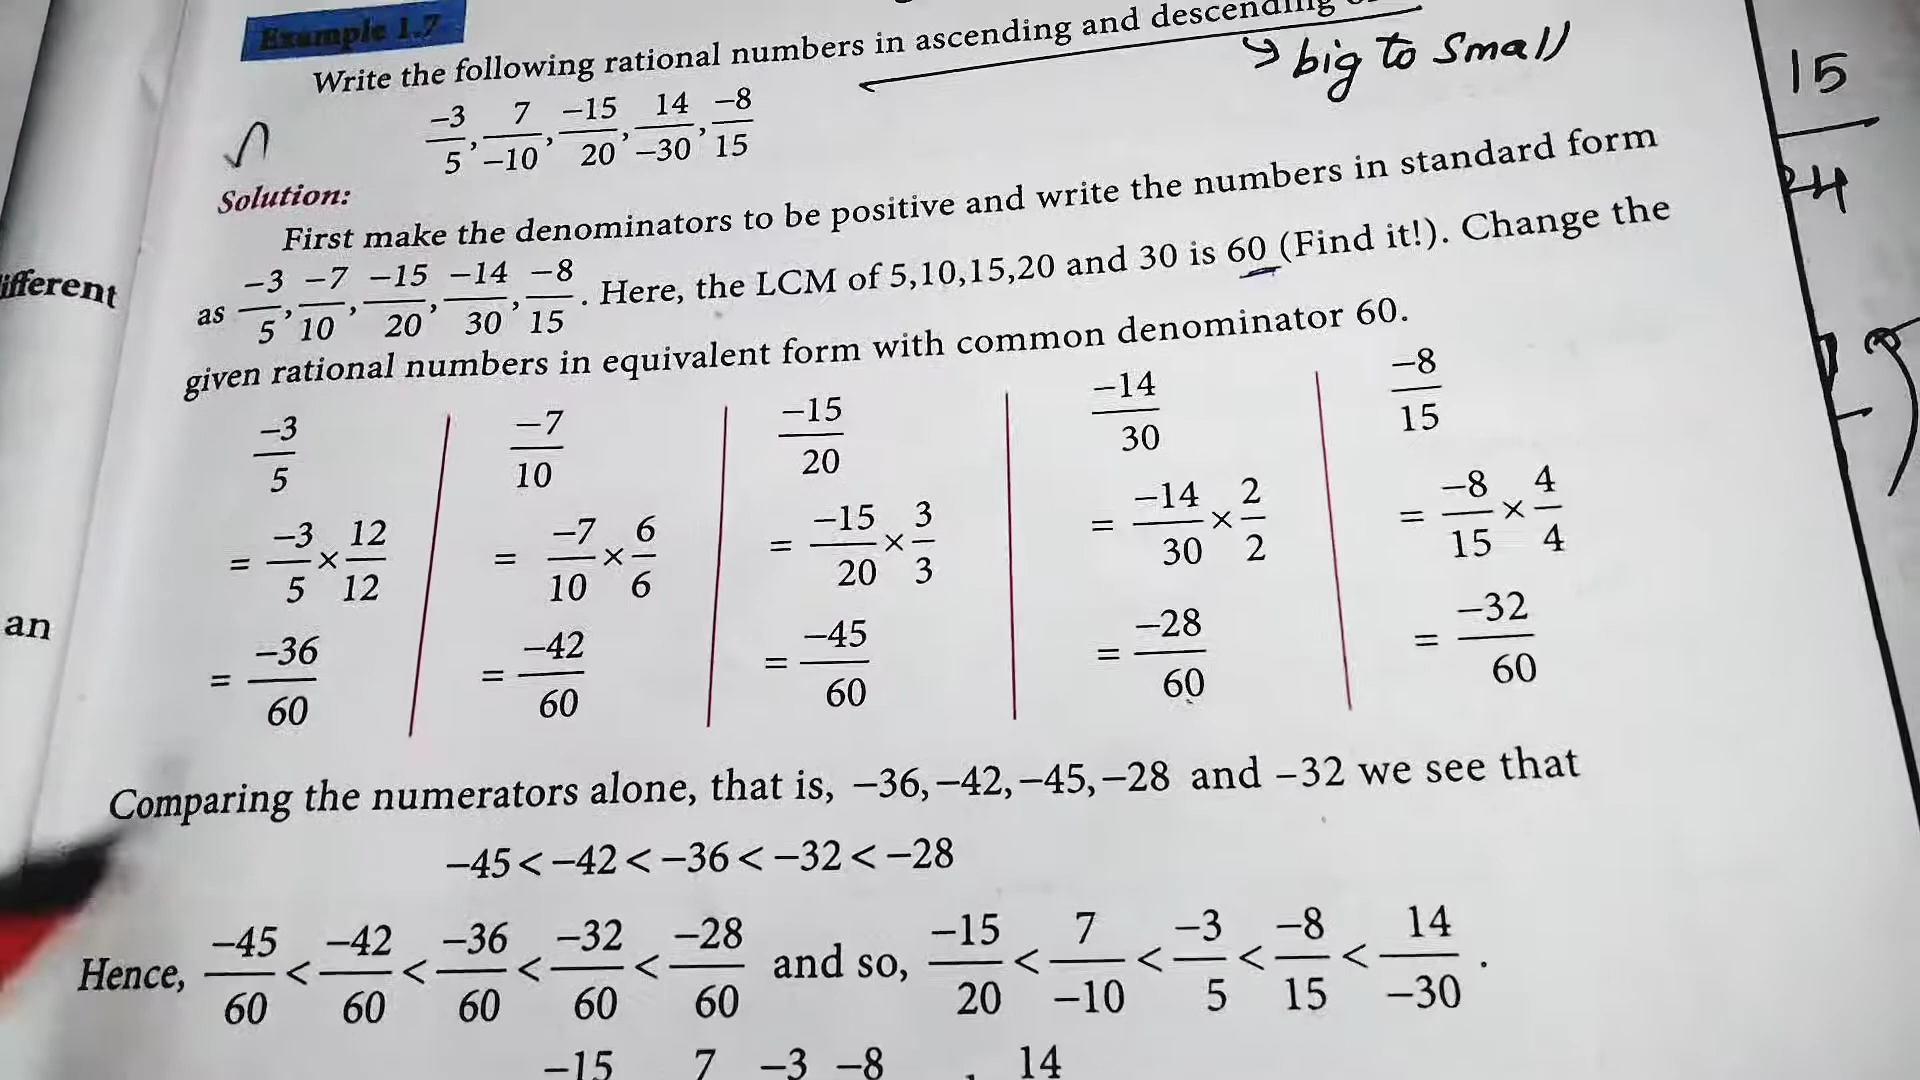 Example 1.7
Write the following rational numbers in ascending and descending
big to small
-3/5, 7/-10, -15/20, 14/-30, -8/15
Solution:
First make the denominators to be positive and write the numbers in standard form
as -3/5, -7/10, -15/20, -14/30, -8/15. Here, the LCM of 5,10,15,20 and 30 is 60 (Find it!). Change the
given rational numbers in equivalent form with common denominator 60.
-3/5 -7/10 -15/20 -14/30 -8/15
= -3/5 × 12/12 = -7/10 × 6/6 = -15/20 × 3/3 = -14/30 × 2/2 = -8/15 × 4/4
= -36/60 = -42/60 = -45/60 = -28/60 = -32/60
Comparing the numerators alone, that is, -36, -42, -45, -28 and -32 we see that
-45 < -42 < -36 < -32 < -28
Hence, -45/60 < -42/60 < -36/60 < -32/60 < -28/60 and so, -15/20 < 7/-10 < -3/5 < -8/15 < 14/-30.
-15 7 -3 -8 14
ifferent
an
15
24